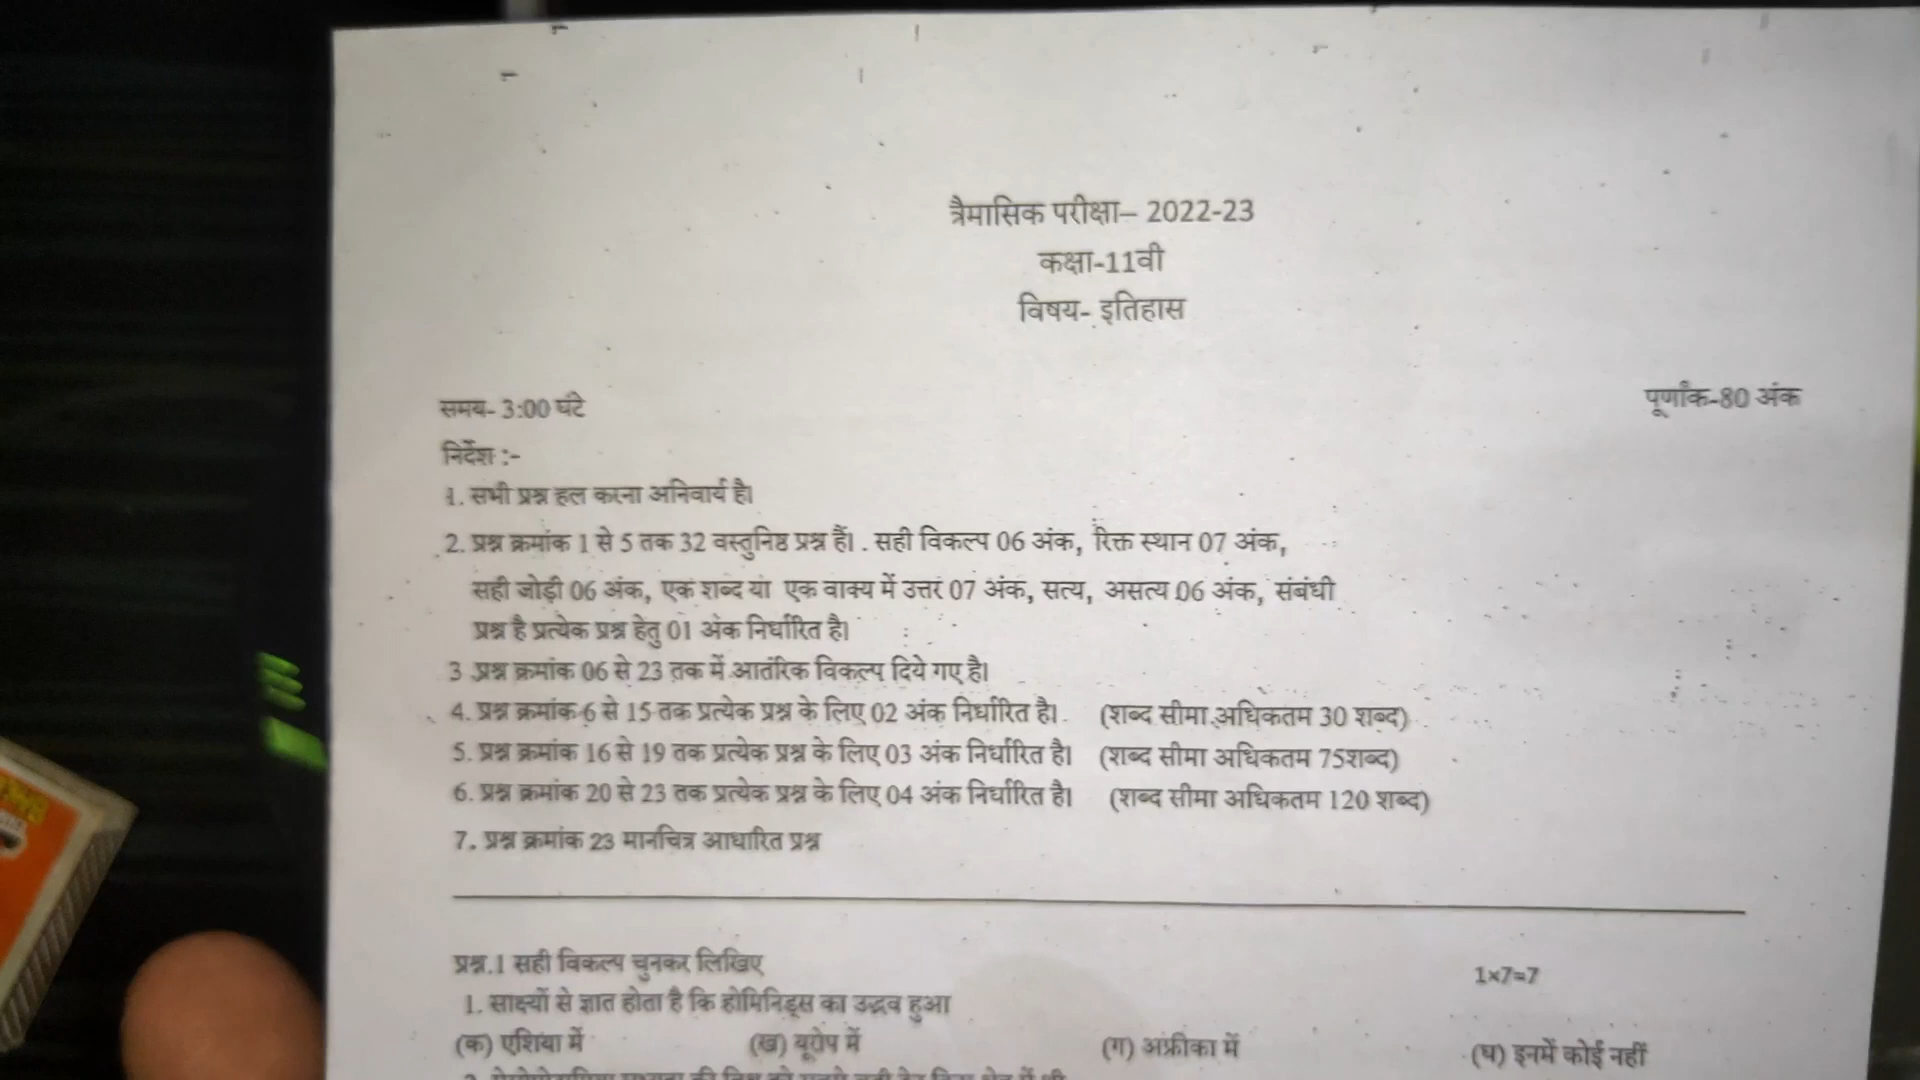 त्रैमासिक परीक्षा– 2022-23
कक्षा-11वी
विषय- इतिहास
समय- 3:00 घंटे
पूर्णांक-80 अंक
निर्देश :-
1. सभी प्रश्न हल करना अनिवार्य है।
2. प्रश्न क्रमांक 1 से 5 तक 32 वस्तुनिष्ठ प्रश्न हैं। . सही विकल्प 06 अंक, रिक्त स्थान 07 अंक,
सही जोड़ी 06 अंक, एक शब्द या एक वाक्य में उत्तर 07 अंक, सत्य, असत्य 06 अंक, संबंधी
प्रश्न है प्रत्येक प्रश्न हेतु 01 अंक निर्धारित है।
3 प्रश्न क्रमांक 06 से 23 तक में आतंरिक विकल्प दिये गए है।
4. प्रश्न क्रमांक 6 से 15 तक प्रत्येक प्रश्न के लिए 02 अंक निर्धारित है। (शब्द सीमा अधिकतम 30 शब्द)
5. प्रश्न क्रमांक 16 से 19 तक प्रत्येक प्रश्न के लिए 03 अंक निर्धारित है। (शब्द सीमा अधिकतम 75शब्द)
6. प्रश्न क्रमांक 20 से 23 तक प्रत्येक प्रश्न के लिए 04 अंक निर्धारित है। (शब्द सीमा अधिकतम 120 शब्द)
7. प्रश्न क्रमांक 23 मानचित्र आधारित प्रश्न
प्रश्न.1 सही विकल्प चुनकर लिखिए 1×7=7
1. साक्ष्यों से ज्ञात होता है कि होमिनिड्स का उद्भव हुआ
(क) एशिया में (ख) यूरोप में (ग) अफ्रीका में (घ) इनमें कोई नहीं